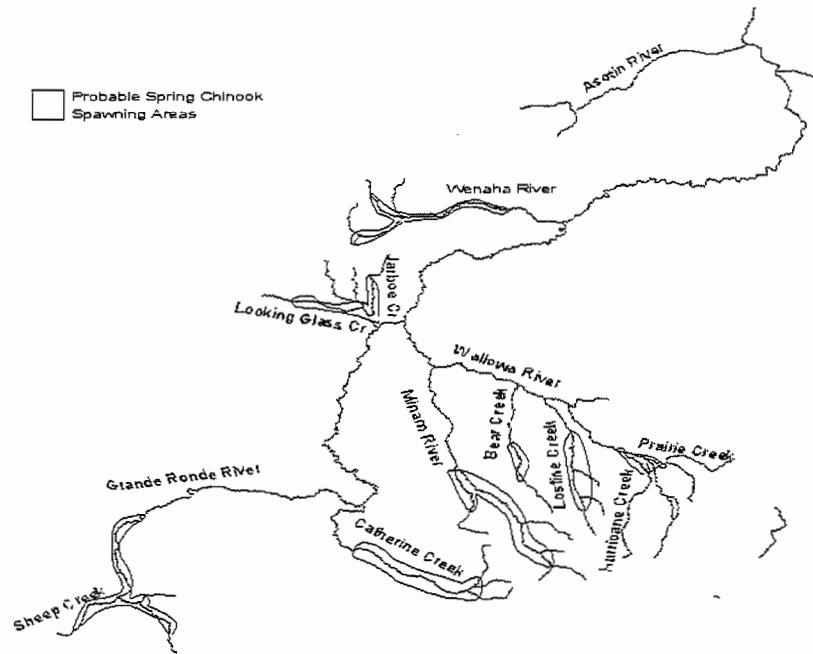 Asotin River
Probable Spring Chinook
Spawning Areas
Wenaha River
Jarboe Cr
Looking Glass Cr
Wallowa River
Minam River
Bear Creek
Lostine Creek
Prairie Creek
Hurricane Creek
Grande Ronde River
Catherine Creek
Sheep Creek